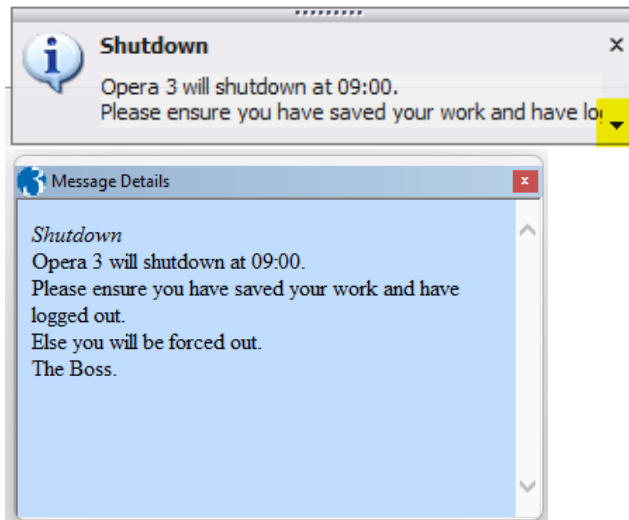 Shutdown
Opera 3 will shutdown at 09:00.
Please ensure you have saved your work and have
Message Details
Shutdown
Opera 3 will shutdown at 09:00.
Please ensure you have saved your work and have
logged out.
Else you will be forced out.
The Boss.